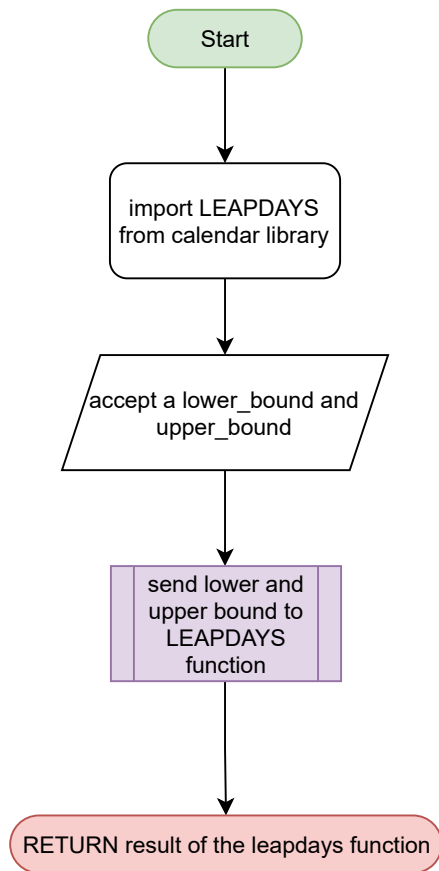 Start
import LEAPDAYS
from calendar library
accept a lower_bound and
upper_bound
send lower and
upper bound to
LEAPDAYS
function
RETURN result of the leapdays function